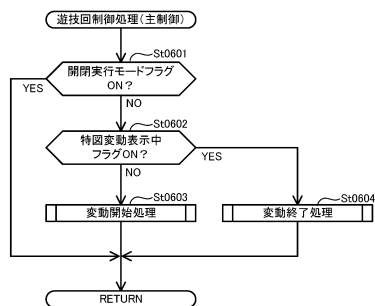 遊技回制御処理(主制御)
St0601
開閉実行モードフラグ
ON?
YES
NO
St0602
特図変動表示中
フラグON?
YES
NO
St0603
変動開始処理
St0604
変動終了処理
RETURN